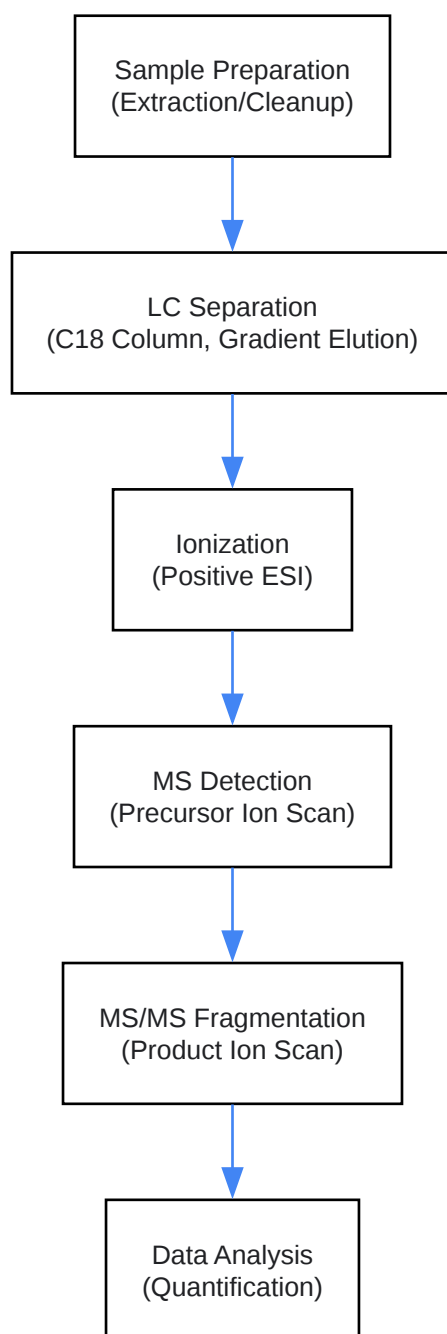 Sample Preparation
(Extraction/Cleanup)
LC Separation
(C18 Column, Gradient Elution)
Ionization
(Positive ESI)
MS Detection
(Precursor Ion Scan)
MS/MS Fragmentation
(Product Ion Scan)
Data Analysis
(Quantification)